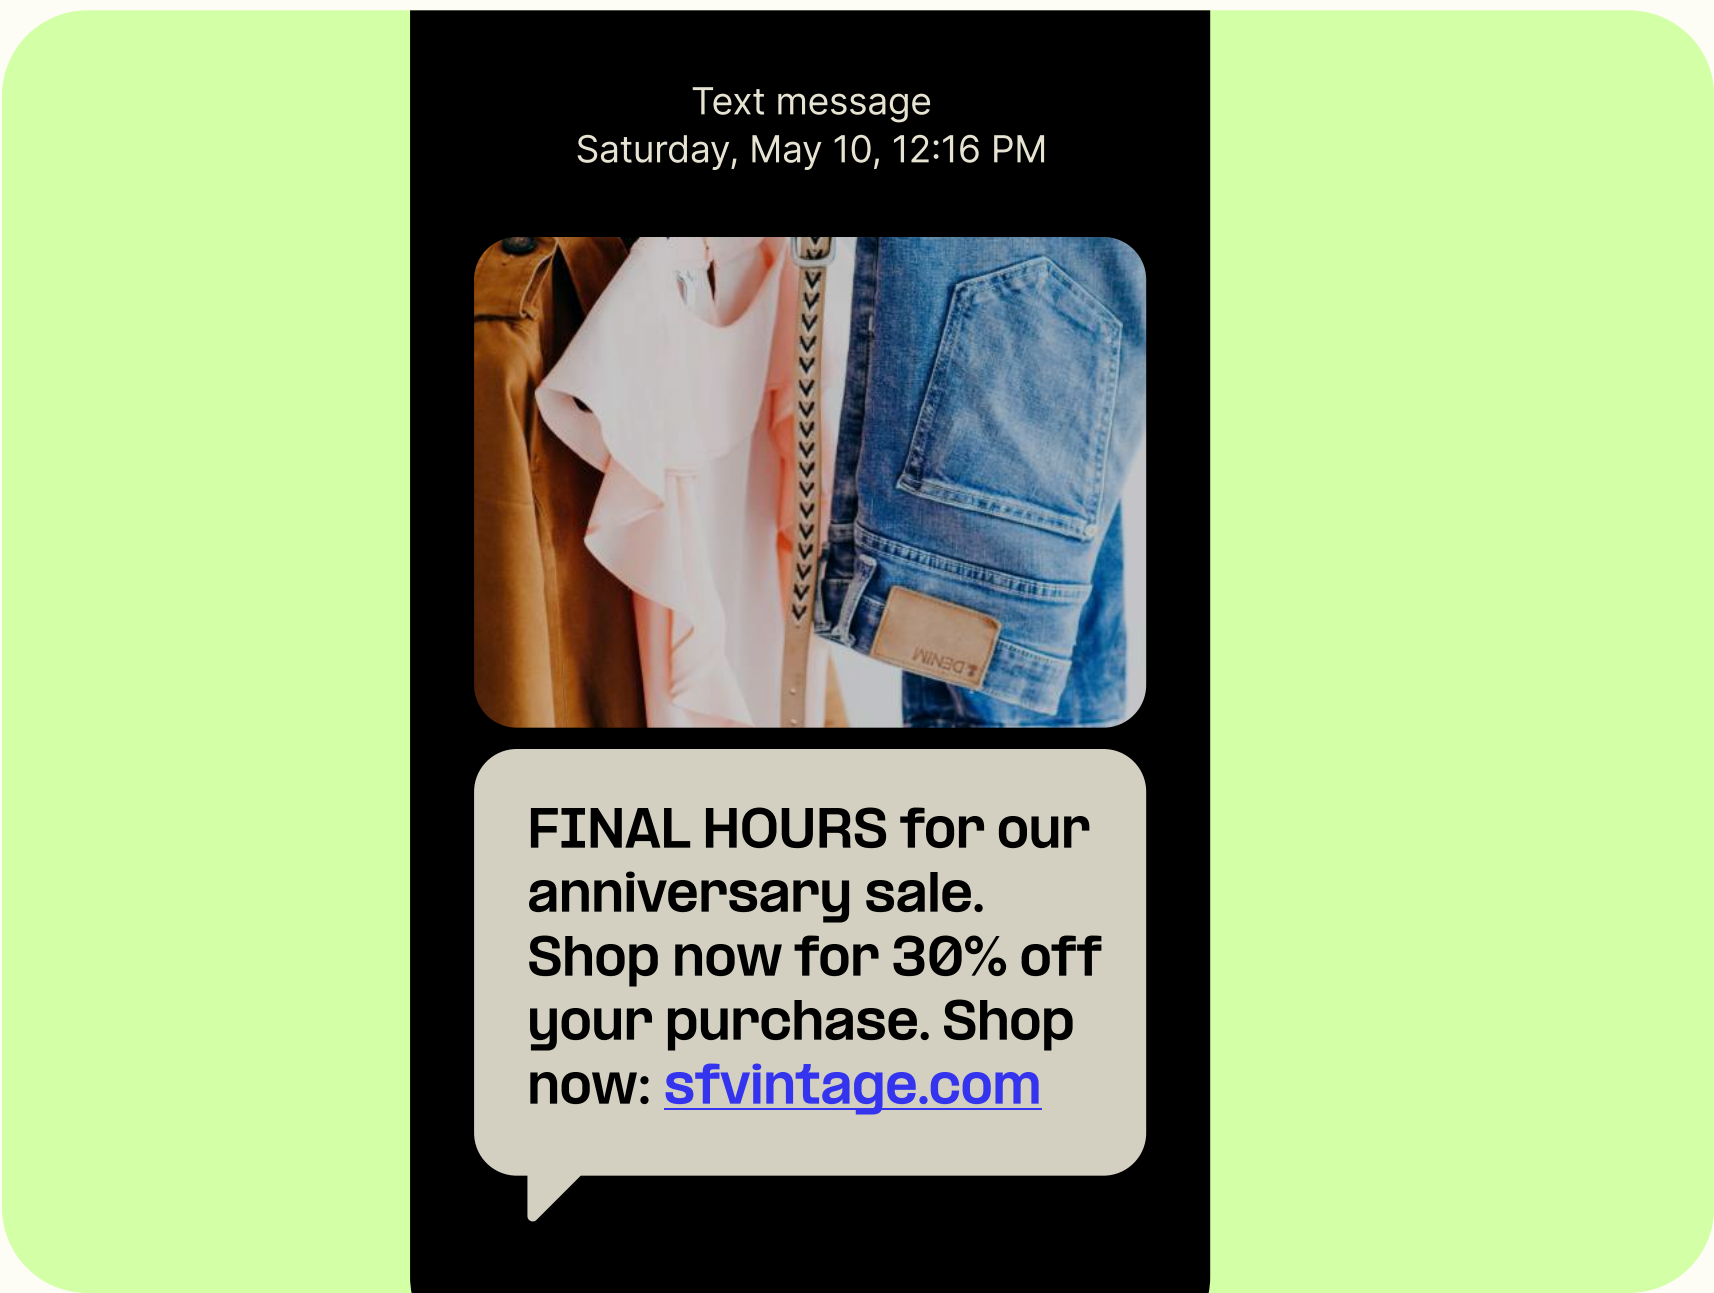 Text message
Saturday, May 10, 12:16 PM
DENIM
FINAL HOURS for our
anniversary sale.
Shop now for 30% off
your purchase. Shop
now: sfvintage.com